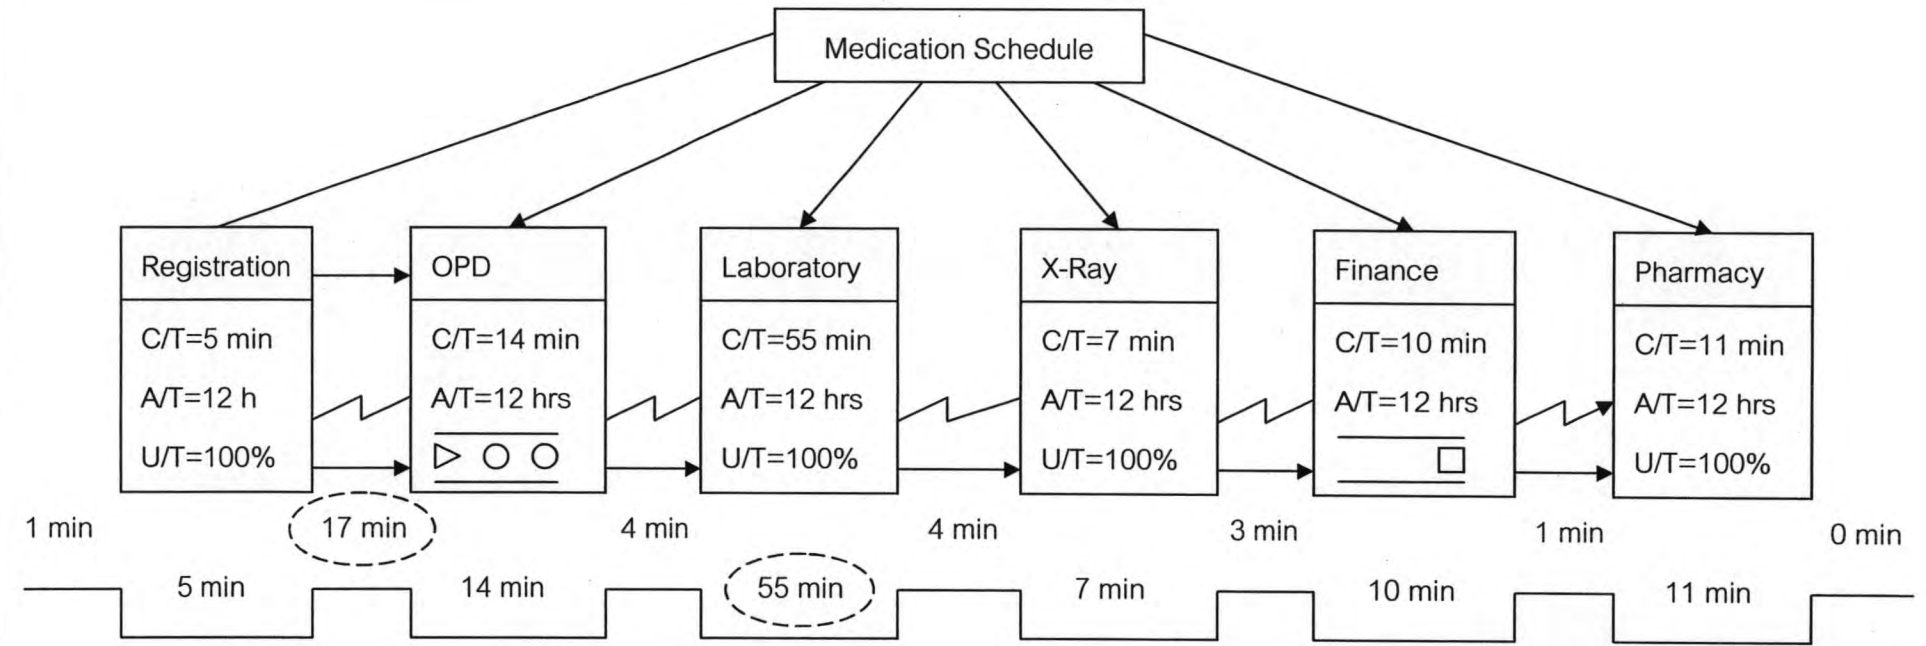 Medication Schedule
Registration
C/T=5 min
A/T=12 h
U/T=100%
OPD
C/T=14 min
A/T=12 hrs
Laboratory
C/T=55 min
A/T=12 hrs
U/T=100%
X-Ray
C/T=7 min
A/T=12 hrs
U/T=100%
Finance
C/T=10 min
A/T=12 hrs
Pharmacy
C/T=11 min
A/T=12 hrs
U/T=100%
1 min
17 min
4 min
4 min
3 min
1 min
0 min
5 min
14 min
55 min
7 min
10 min
11 min